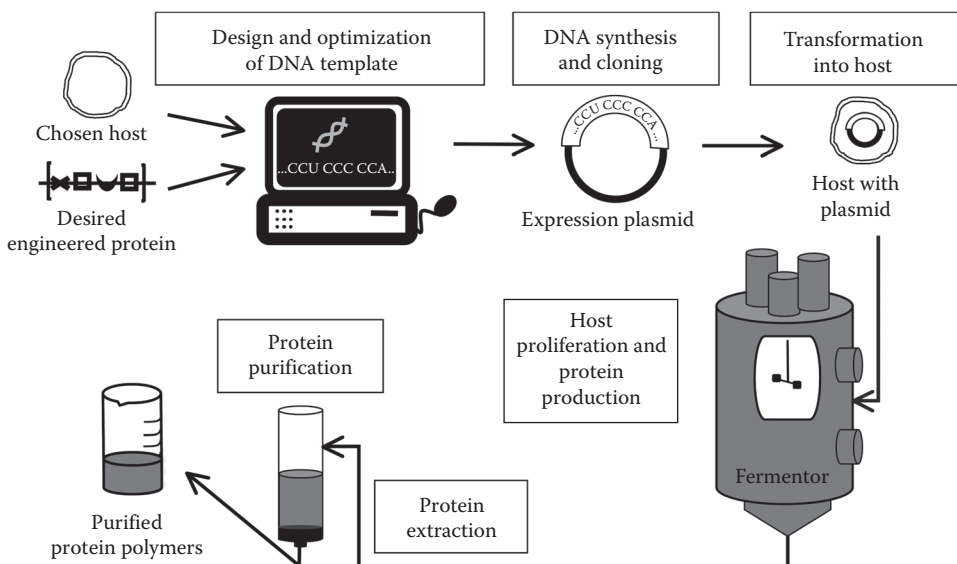 Design and optimization
of DNA template
DNA synthesis
and cloning
Transformation
into host
Chosen host
Desired
engineered protein
...CCU CCC CCA..
...CCU CCC CCA...
Expression plasmid
Host with
plasmid
Host
proliferation and
protein
production
Fermentor
Protein
purification
Protein
extraction
Purified
protein polymers